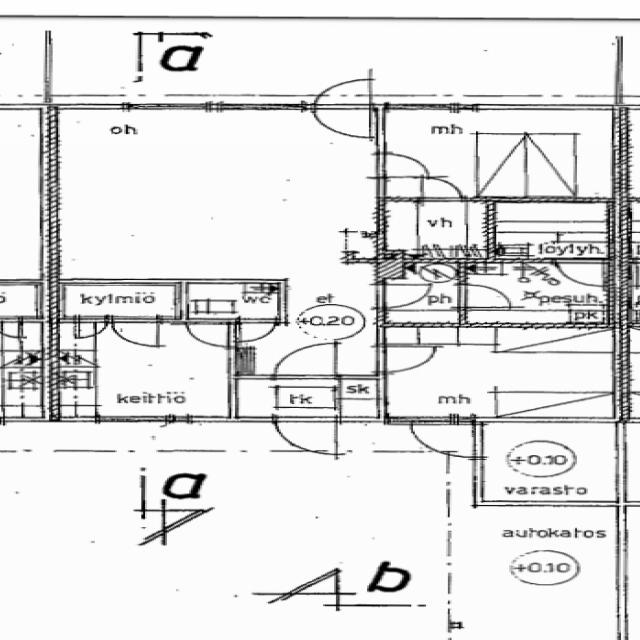 a
oh
mh
vh
löylyh.
kylmiö
wc
et
ph
pesuh.
+0.20
pk
sk
keittiö
tk
mh
+0.10
a
varasto
autokatos
+0.10
b